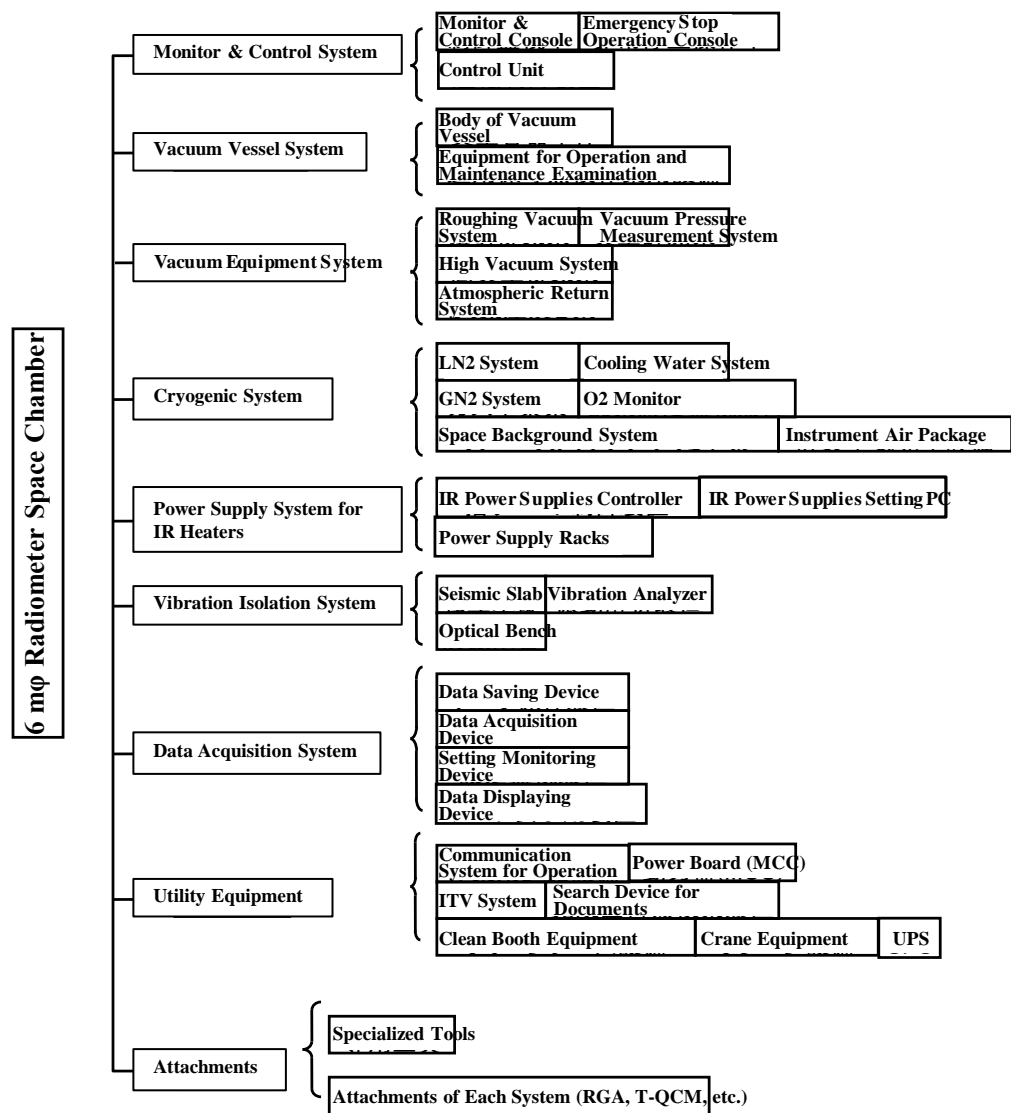 6 mφ Radiometer Space Chamber
Monitor & Control System
Monitor &
Control Console
Emergency Stop
Operation Console
Control Unit
Vacuum Vessel System
Body of Vacuum
Vessel
Equipment for Operation and
Maintenance Examination
Vacuum Equipment System
Roughing Vacuum
System
Vacuum Pressure
Measurement System
High Vacuum System
Atmospheric Return
System
Cryogenic System
LN2 System
Cooling Water System
GN2 System
O2 Monitor
Space Background System
Instrument Air Package
Power Supply System for
IR Heaters
IR Power Supplies Controller
IR Power Supplies Setting PC
Power Supply Racks
Vibration Isolation System
Seismic Slab
Vibration Analyzer
Optical Bench
Data Acquisition System
Data Saving Device
Data Acquisition
Device
Setting Monitoring
Device
Data Displaying
Device
Utility Equipment
Communication
System for Operation
Power Board (MCC)
ITV System
Search Device for
Documents
Clean Booth Equipment
Crane Equipment
UPS
Attachments
Specialized Tools
Attachments of Each System (RGA, T-QCM, etc.)